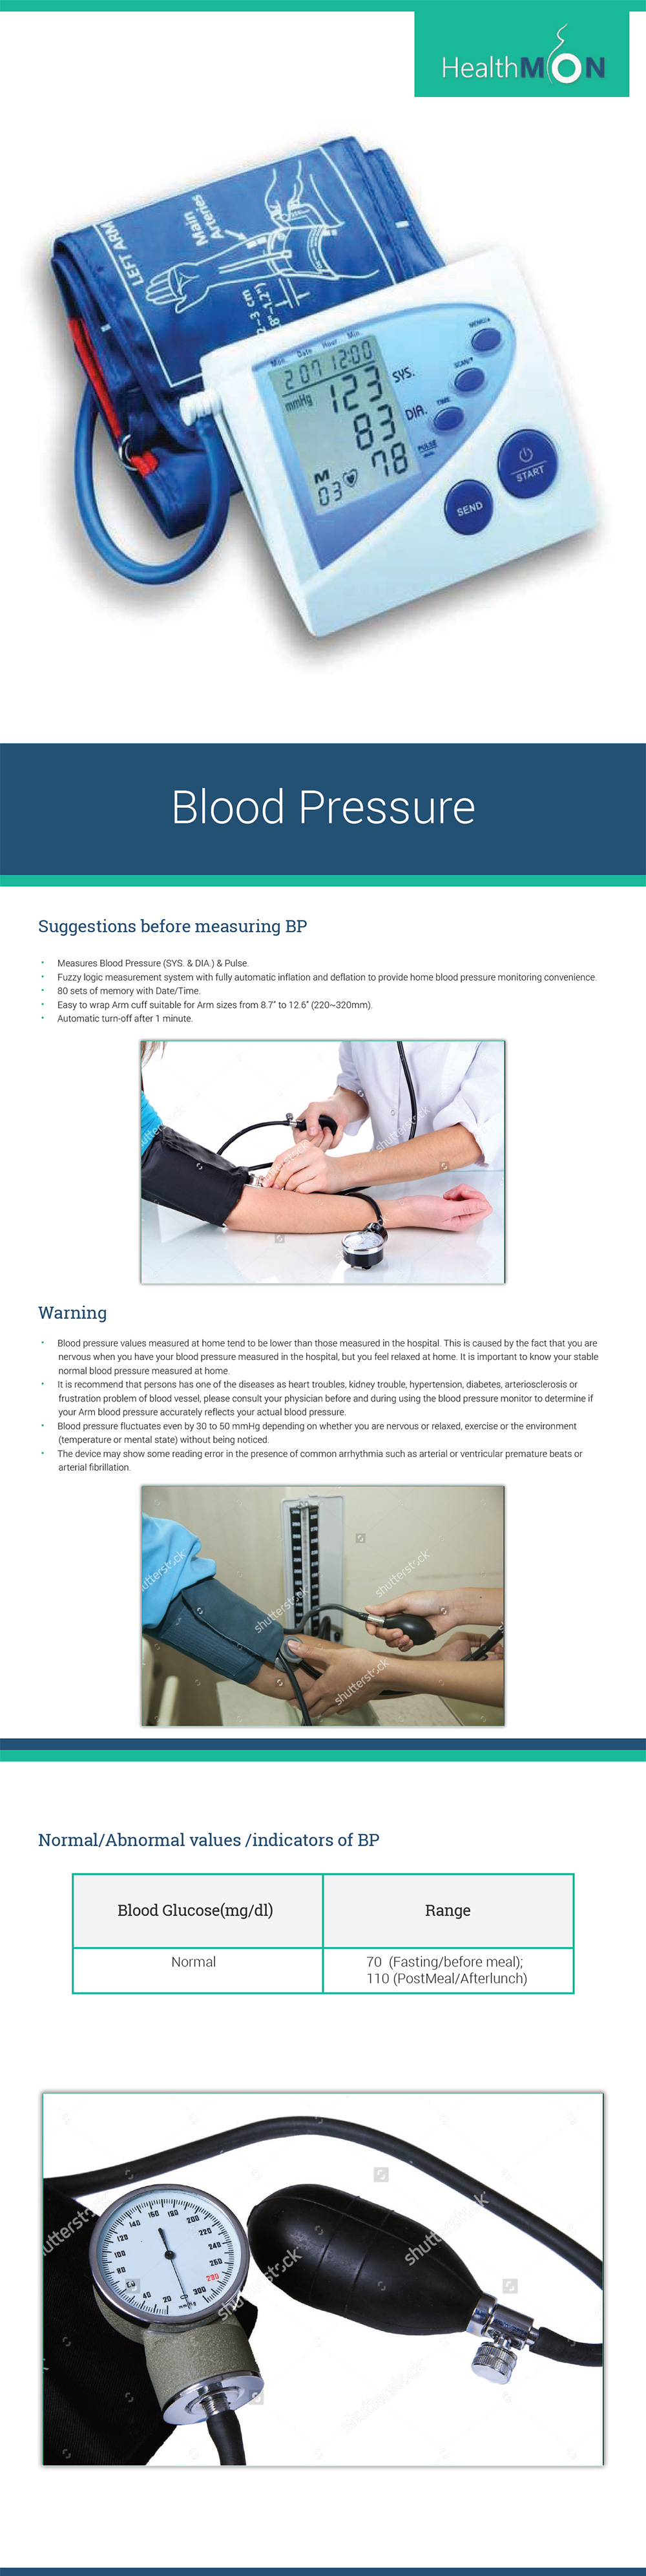 HealthMON
LEFT ARM
Main
Arteries
Mon. Date Hour Min
2 07 12:00
mmHg
123
SYS.
83
DIA.
78
PULSE
M
03
MENU/
SCAN/
TIME
START
SEND
Blood Pressure
Suggestions before measuring BP
• Measures Blood Pressure (SYS. & DIA.) & Pulse.
• Fuzzy logic measurement system with fully automatic inflation and deflation to provide home blood pressure monitoring convenience.
• 80 sets of memory with Date/Time.
• Easy to wrap Arm cuff suitable for Arm sizes from 8.7” to 12.6” (220~320mm).
• Automatic turn-off after 1 minute.
shutterstock
Warning
• Blood pressure values measured at home tend to be lower than those measured in the hospital. This is caused by the fact that you are
nervous when you have your blood pressure measured in the hospital, but you feel relaxed at home. It is important to know your stable
normal blood pressure measured at home.
• It is recommend that persons has one of the diseases as heart troubles, kidney trouble, hypertension, diabetes, arteriosclerosis or
frustration problem of blood vessel, please consult your physician before and during using the blood pressure monitor to determine if
your Arm blood pressure accurately reflects your actual blood pressure.
• Blood pressure fluctuates even by 30 to 50 mmHg depending on whether you are nervous or relaxed, exercise or the environment
(temperature or mental state) without being noticed.
• The device may show some reading error in the presence of common arrhythmia such as arterial or ventricular premature beats or
arterial fibrillation.
shutterstock
shutterstock
shutterstock
Normal/Abnormal values /indicators of BP
Blood Glucose(mg/dl)
Range
Normal
70 (Fasting/before meal);
110 (PostMeal/Afterlunch)
20
40
80
100
120
140
160
180
200
220
240
260
280
300
mmHg
shutterstock
shutterstock
shutterstock